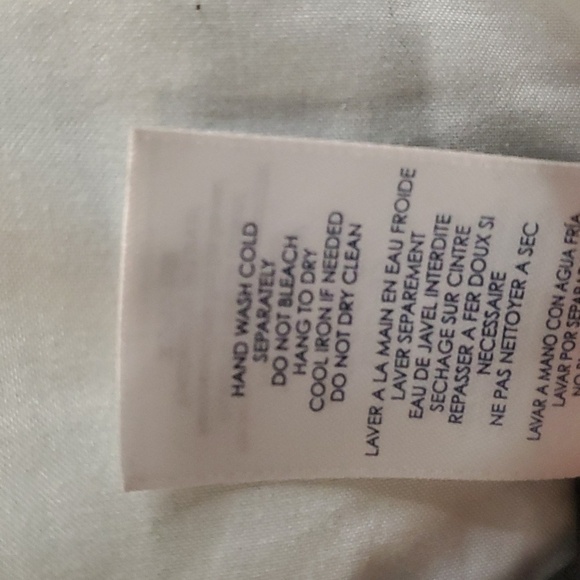 HAND WASH COLD
SEPARATELY
DO NOT BLEACH
HANG TO DRY
COOL IRON IF NEEDED
DO NOT DRY CLEAN
LAVER A LA MAIN EN EAU FROIDE
LAVER SEPAREMENT
EAU DE JAVEL INTERDITE
SECHAGE SUR CINTRE
REPASSER A FER DOUX SI
NECESSAIRE
NE PAS NETTOYER A SEC
LAVAR A MANO CON AGUA FRÍA
LAVAR POR